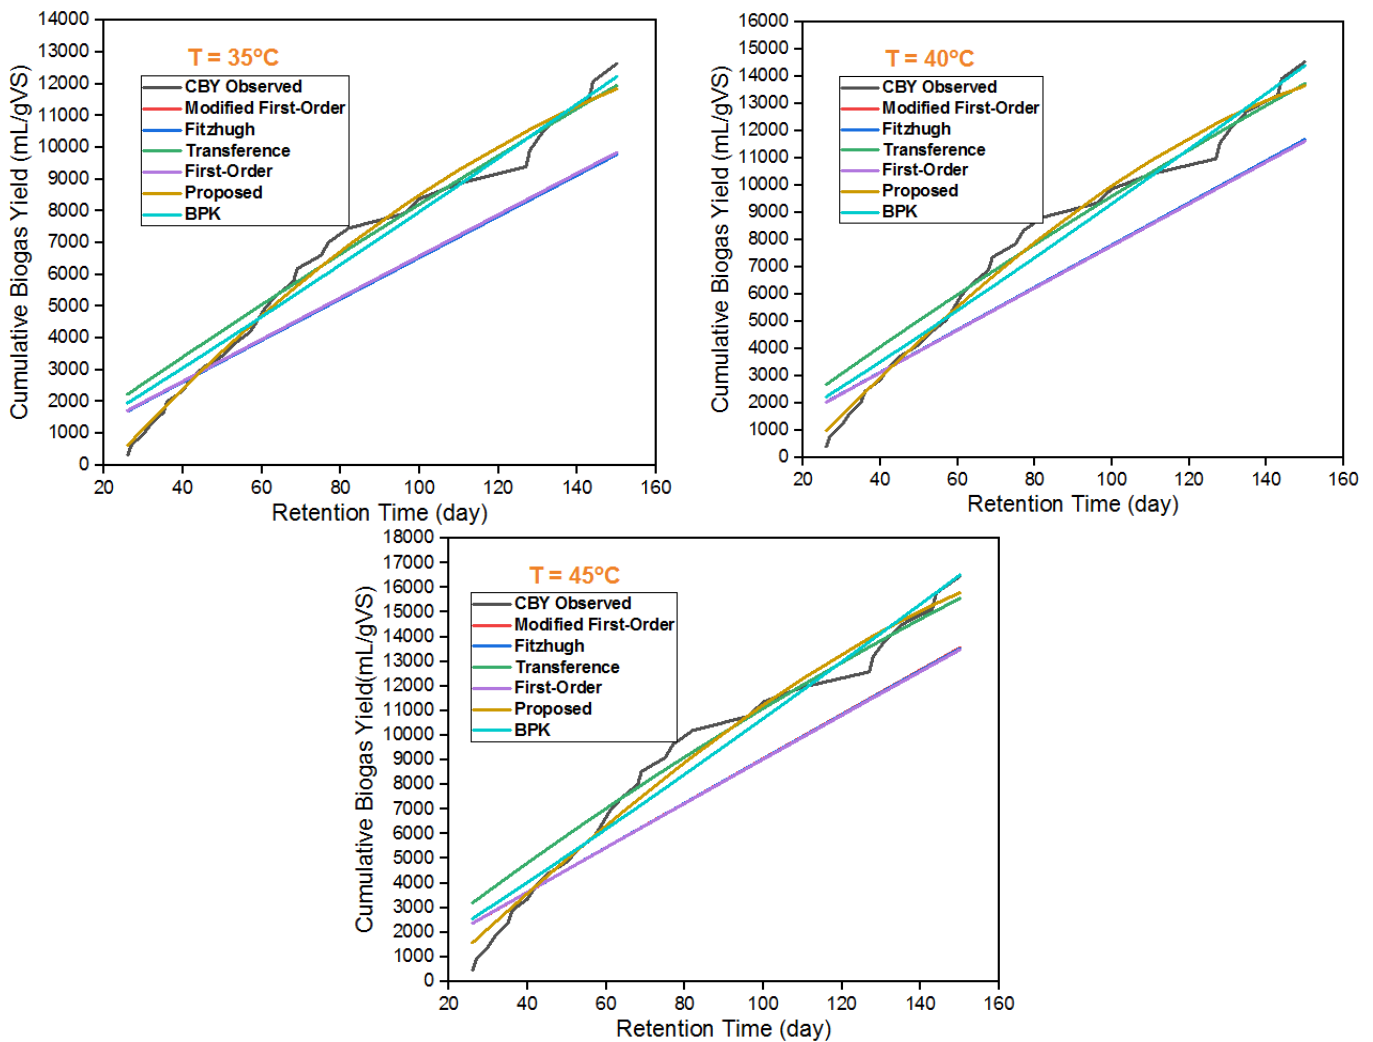 T = 35°C
CBY Observed
Modified First-Order
Fitzhugh
Transference
First-Order
Proposed
BPK
Cumulative Biogas Yield (mL/gVS)
14000
13000
12000
11000
10000
9000
8000
7000
6000
5000
4000
3000
2000
1000
0
20 40 60 80 100 120 140 160
Retention Time (day)
T = 40°C
CBY Observed
Modified First-Order
Fitzhugh
Transference
First-Order
Proposed
BPK
Cumulative Biogas Yield (mL/gVS)
16000
15000
14000
13000
12000
11000
10000
9000
8000
7000
6000
5000
4000
3000
2000
1000
0
20 40 60 80 100 120 140 160
Retention Time (day)
T = 45°C
CBY Observed
Modified First-Order
Fitzhugh
Transference
First-Order
Proposed
BPK
Cumulative Biogas Yield(mL/gVS)
18000
17000
16000
15000
14000
13000
12000
11000
10000
9000
8000
7000
6000
5000
4000
3000
2000
1000
0
20 40 60 80 100 120 140 160
Retention Time (day)